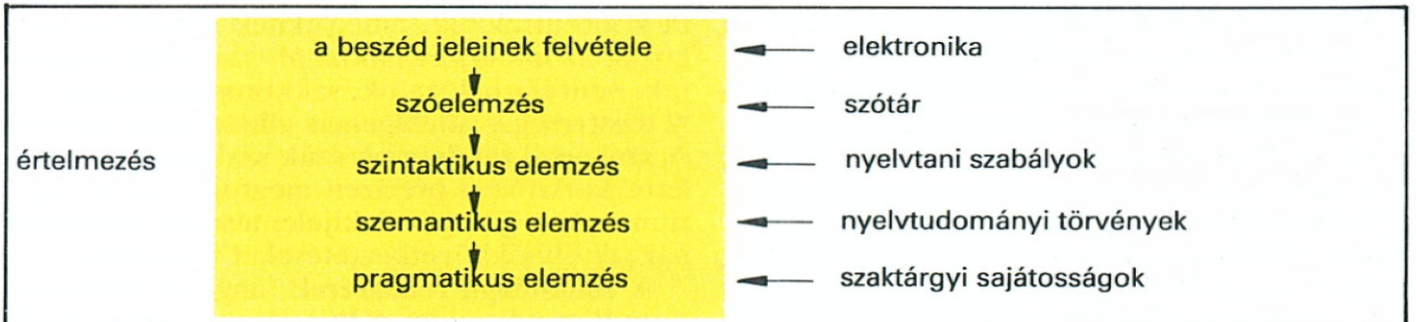 a beszéd jeleinek felvétele elektronika
szóelemzés szótár
értelmezés szintaktikus elemzés nyelvtani szabályok
szemantikus elemzés nyelvtudományi törvények
pragmatikus elemzés szaktárgyi sajátosságok